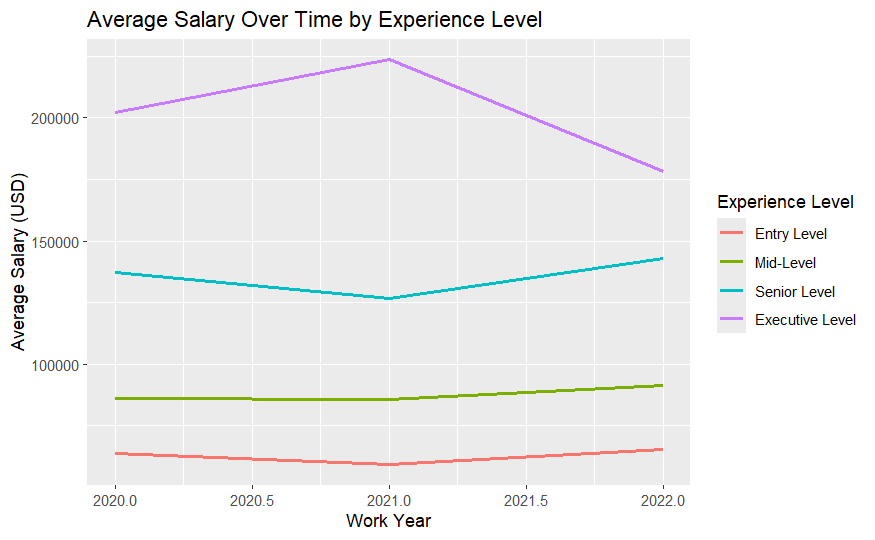 Average Salary Over Time by Experience Level
Average Salary (USD)
200000
150000
100000
2020.0 2020.5 2021.0 2021.5 2022.0
Work Year
Experience Level
Entry Level
Mid-Level
Senior Level
Executive Level